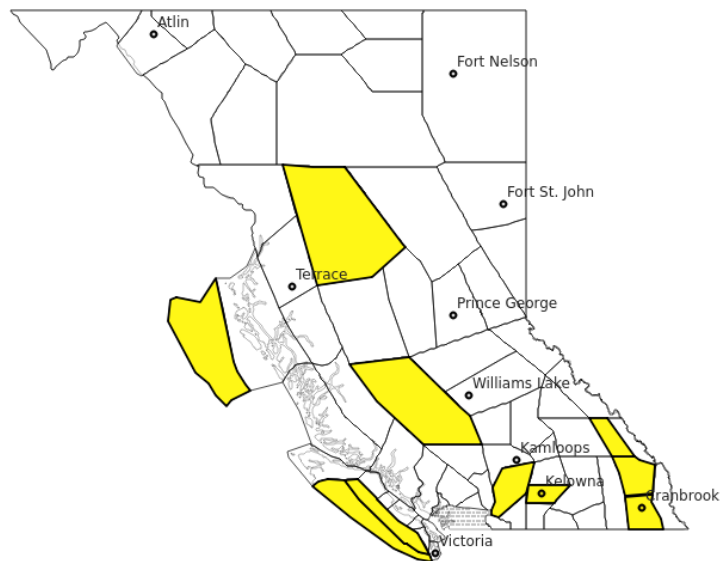 Atlin
Fort Nelson
Fort St. John
Terrace
Prince George
Williams Lake
Kamloops
Kelowna
Cranbrook
Victoria